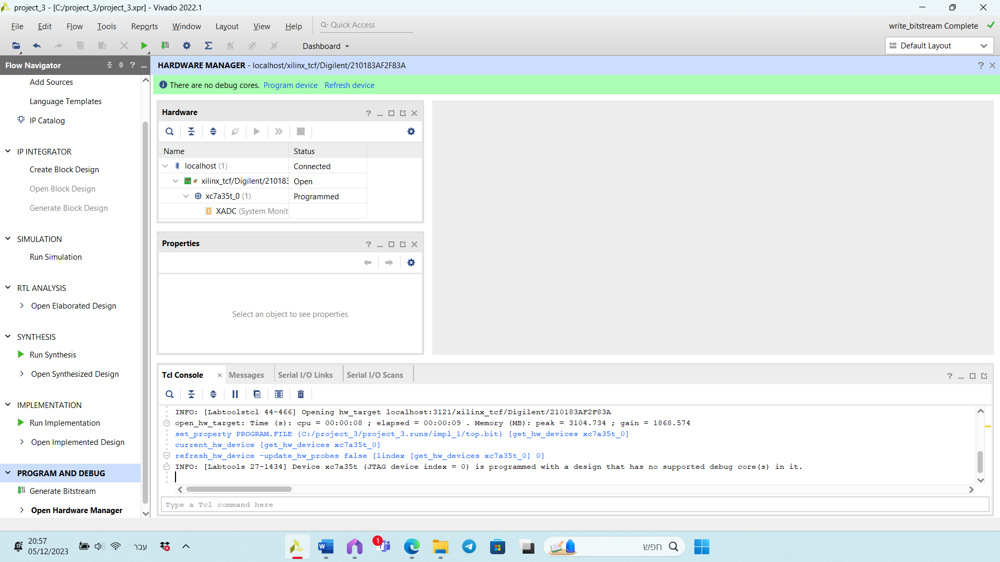 project_3 - [C:/project_3/project_3.xpr] - Vivado 2022.1
File Edit Flow Tools Reports Window Layout View Help Quick Access
write_bitstream Complete
Dashboard
Default Layout
Flow Navigator
Add Sources
Language Templates
IP Catalog
IP INTEGRATOR
Create Block Design
Open Block Design
Generate Block Design
SIMULATION
Run Simulation
RTL ANALYSIS
Open Elaborated Design
SYNTHESIS
Run Synthesis
Open Synthesized Design
IMPLEMENTATION
Run Implementation
Open Implemented Design
PROGRAM AND DEBUG
Generate Bitstream
Open Hardware Manager
HARDWARE MANAGER - localhost/xilinx_tcf/Digilent/210183AF2F83A
There are no debug cores. Program device Refresh device
Hardware
Name Status
localhost (1) Connected
xilinx_tcf/Digilent/210183 Open
xc7a35t_0 (1) Programmed
XADC (System Monit
Properties
Select an object to see properties
Tcl Console Messages Serial I/O Links Serial I/O Scans
INFO: [Labtoolstcl 44-466] Opening hw_target localhost:3121/xilinx_tcf/Digilent/210183AF2F83A
open_hw_target: Time (s): cpu = 00:00:08 ; elapsed = 00:00:09 . Memory (MB): peak = 3104.734 ; gain = 1868.574
set_property PROGRAM.FILE {C:/project_3/project_3.runs/impl_1/top.bit} [get_hw_devices xc7a35t_0]
current_hw_device [get_hw_devices xc7a35t_0]
refresh_hw_device -update_hw_probes false [lindex [get_hw_devices xc7a35t_0] 0]
INFO: [Labtools 27-1434] Device xc7a35t (JTAG device index = 0) is programmed with a design that has no supported debug core(s) in it.
Type a Tcl command here
20:57
05/12/2023
עבר
1
חפש